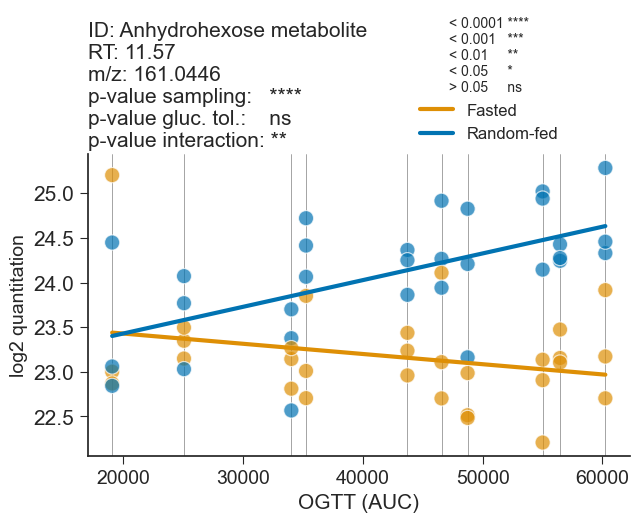 ID: Anhydrohexose metabolite
RT: 11.57
m/z: 161.0446
p-value sampling: ****
p-value gluc. tol.: ns
p-value interaction: **
< 0.0001 ****
< 0.001 ***
< 0.01 **
< 0.05 *
> 0.05 ns
Fasted
Random-fed
log2 quantitation
25.0
24.5
24.0
23.5
23.0
22.5
20000 30000 40000 50000 60000
OGTT (AUC)